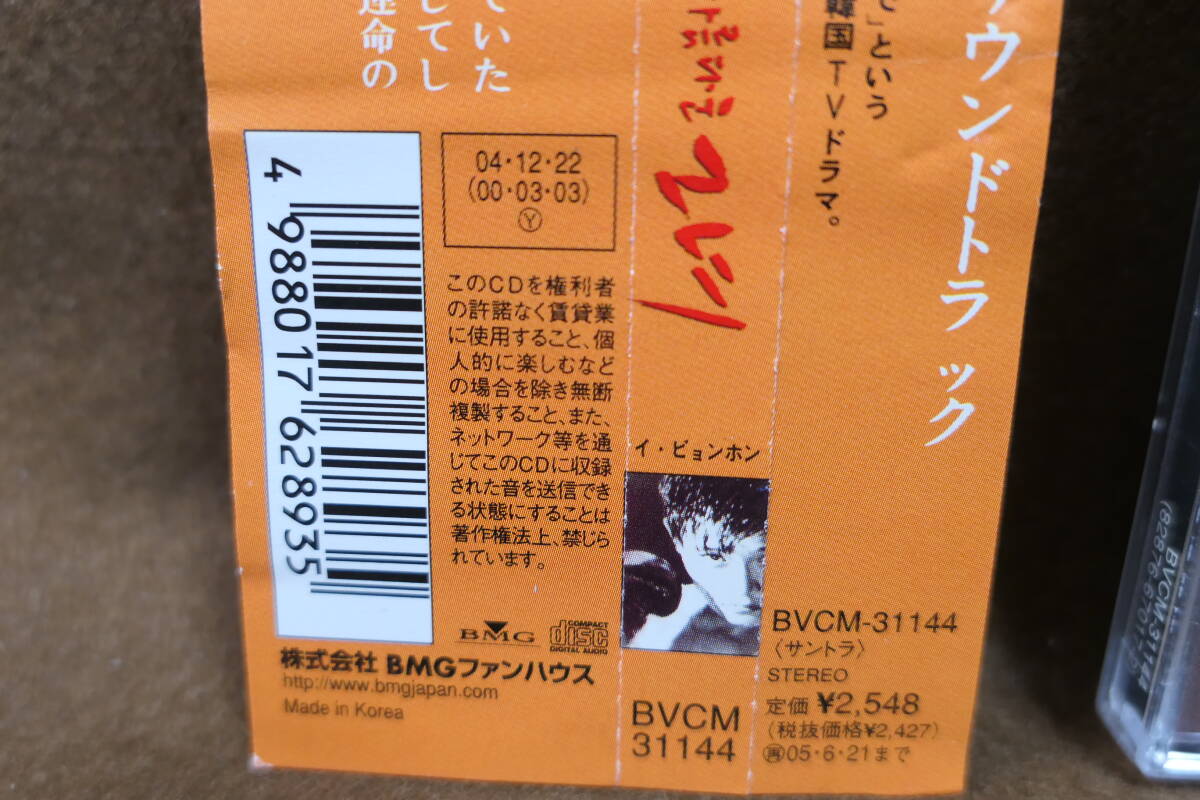 ウンドトラック
て」という
韓国TVドラマ。
イ・ビョンホン
BVCM
31144
BVCM-31144
〈サントラ〉
STEREO
定価 ¥2,548
(税抜価格¥2,427)
05・6・21まで
ていた
してし
運命の
04・12・22
(00・03・03)
Ⓨ
このCDを権利者
の許諾なく賃貸業
に使用すること、個
人的に楽しむなど
の場合を除き無断
複製すること、また、
ネットワーク等を通
じてこのCDに収録
された音を送信でき
る状態にすることは
著作権法上、禁じら
れています。
4 988017 628935
BMG
COMPACT
disc
DIGITAL AUDIO
株式会社 BMGファンハウス
http://www.bmgjapan.com
Made in Korea
BVCM-31144